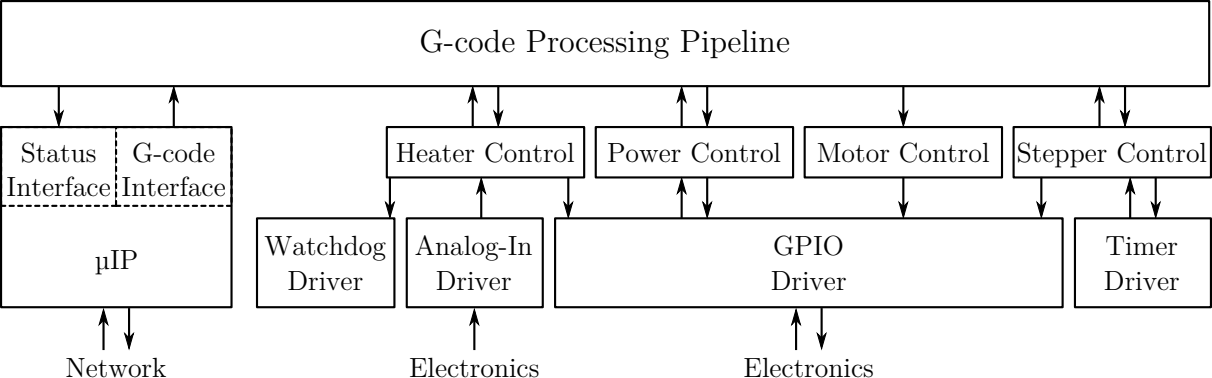 G-code Processing Pipeline
Status
Interface
G-code
Interface
Heater Control
Power Control
Motor Control
Stepper Control
µIP
Watchdog
Driver
Analog-In
Driver
GPIO
Driver
Timer
Driver
Network
Electronics
Electronics